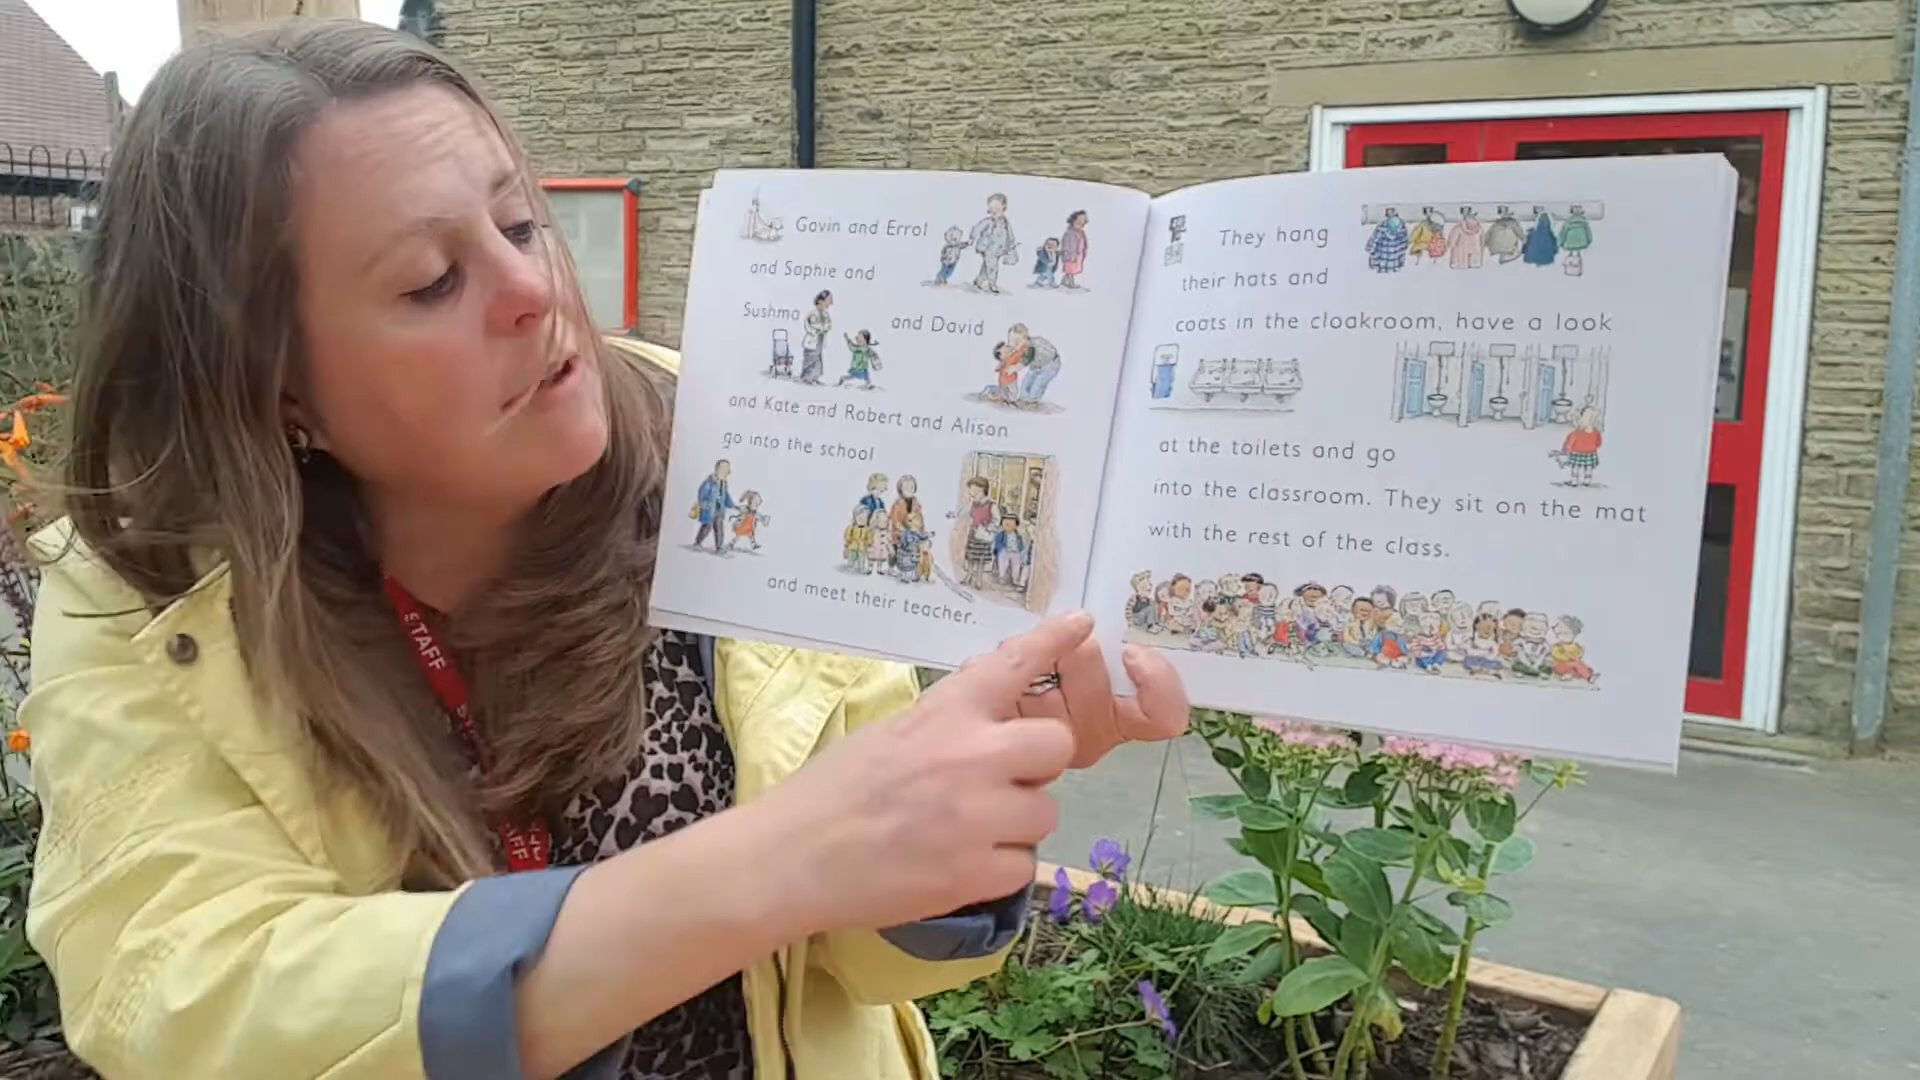 Gavin and Errol
and Sophie and
Sushma
and David
and Kate and Robert and Alison
go into the school
and meet their teacher.
They hang
their hats and
coats in the cloakroom, have a look
at the toilets and go
into the classroom. They sit on the mat
with the rest of the class.
STAFF